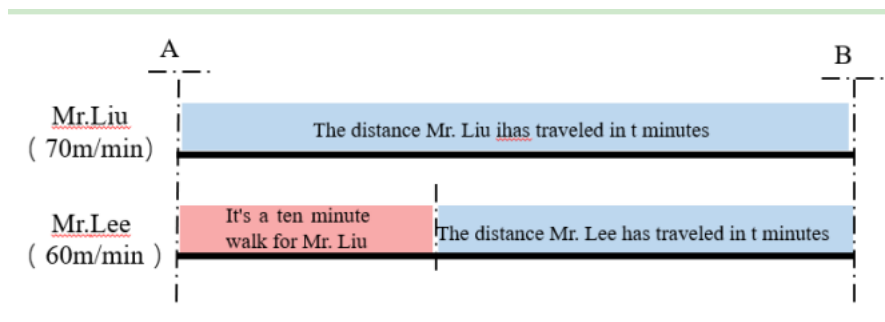 A
B
Mr.Liu
( 70m/min)
The distance Mr. Liu ihas traveled in t minutes
Mr.Lee
( 60m/min )
It's a ten minute
walk for Mr. Liu
The distance Mr. Lee has traveled in t minutes